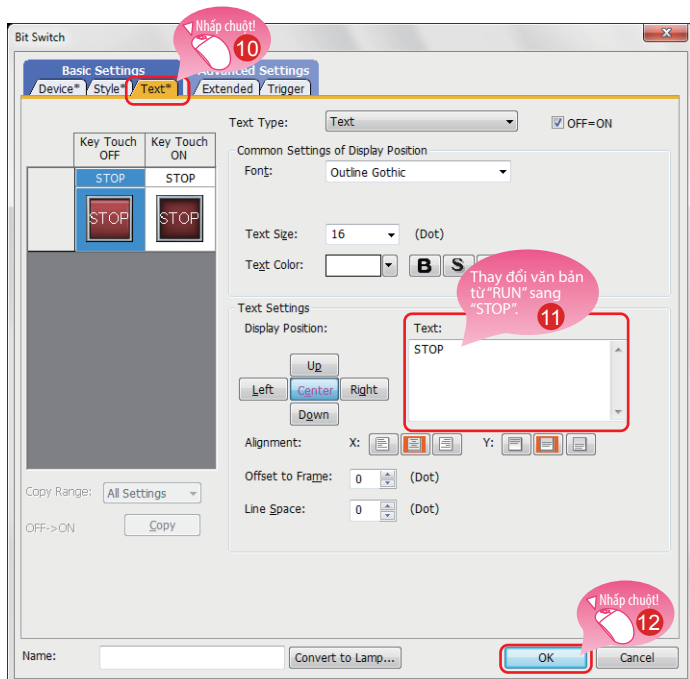 Nhấp chuột!
10
Bit Switch
Basic Settings
Advanced Settings
Device* Style* Text* Extended Trigger
Text Type: Text OFF=ON
Key Touch OFF
Key Touch ON
STOP STOP
STOP STOP
Common Settings of Display Position
Font: Outline Gothic
Text Size: 16 (Dot)
Text Color: B S
Thay đổi văn bản
từ “RUN” sang
“STOP”.
11
Text Settings
Display Position: Text:
STOP
Up
Left Center Right
Down
Alignment: X: Y:
Offset to Frame: 0 (Dot)
Line Space: 0 (Dot)
Copy Range: All Settings
OFF->ON Copy
Nhấp chuột!
12
Name: Convert to Lamp... OK Cancel